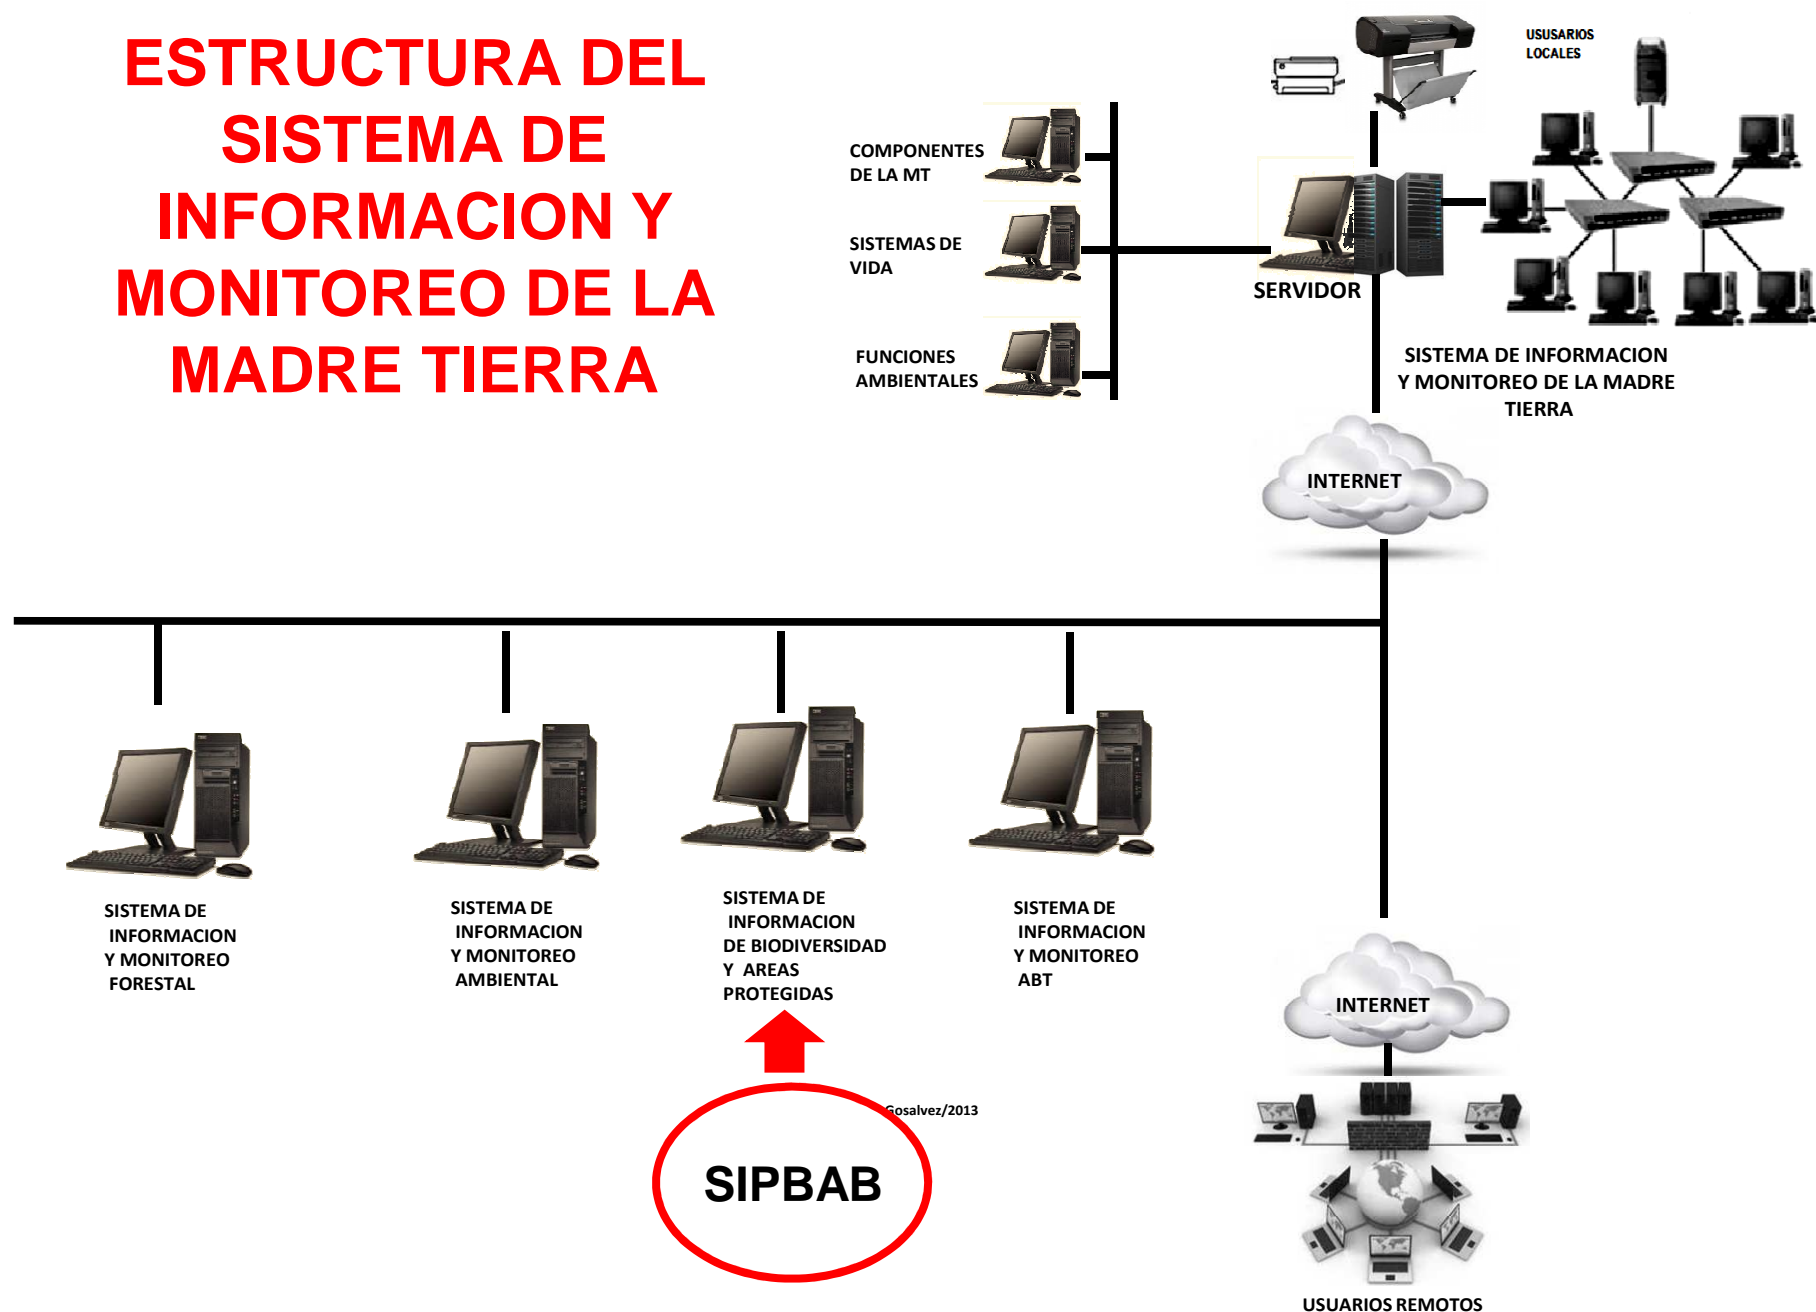 ESTRUCTURA DEL
SISTEMA DE
INFORMACION Y
MONITOREO DE LA
MADRE TIERRA
USUSARIOS
LOCALES
COMPONENTES
DE LA MT
SISTEMAS DE
VIDA
FUNCIONES
AMBIENTALES
SERVIDOR
SISTEMA DE INFORMACION
Y MONITOREO DE LA MADRE
TIERRA
INTERNET
SISTEMA DE
INFORMACION
Y MONITOREO
FORESTAL
SISTEMA DE
INFORMACION
Y MONITOREO
AMBIENTAL
SISTEMA DE
INFORMACION
DE BIODIVERSIDAD
Y AREAS
PROTEGIDAS
SISTEMA DE
INFORMACION
Y MONITOREO
ABT
INTERNET
Gosalvez/2013
SIPBAB
USUARIOS REMOTOS